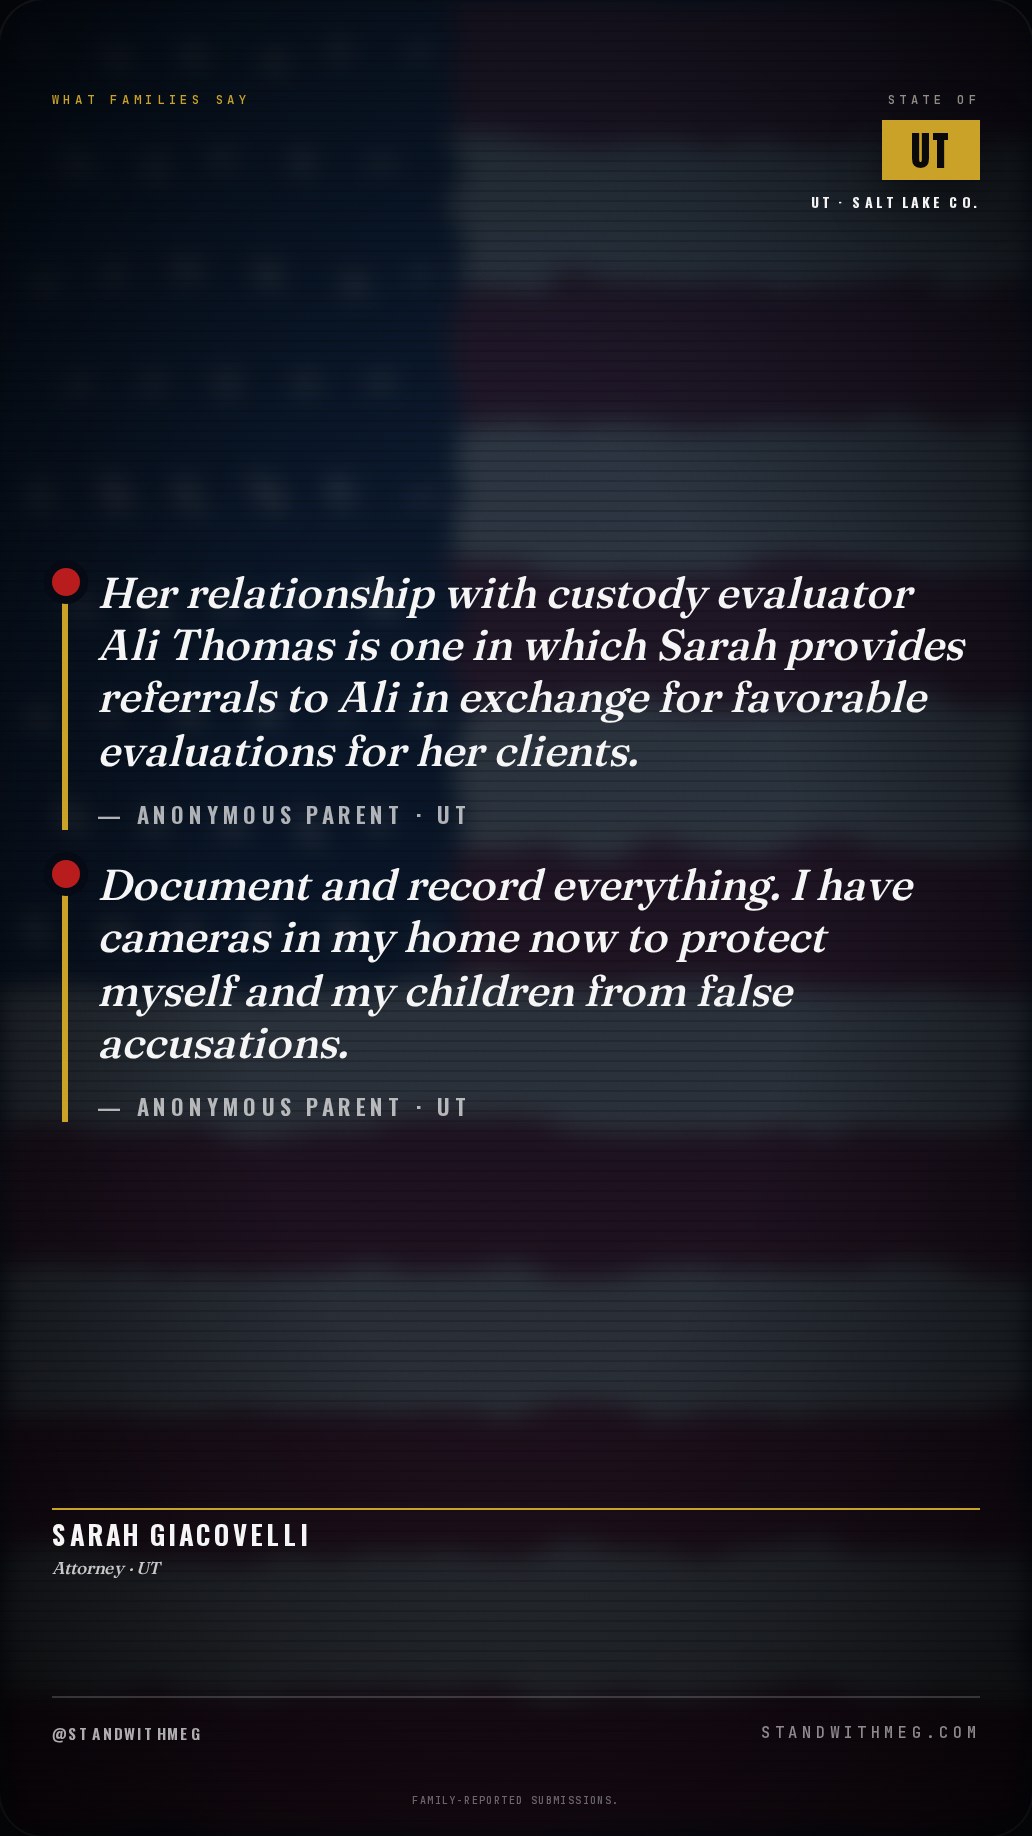 WHAT FAMILIES SAY
STATE OF
UT
UT · SALT LAKE CO.
Her relationship with custody evaluator
Ali Thomas is one in which Sarah provides
referrals to Ali in exchange for favorable
evaluations for her clients.
— ANONYMOUS PARENT · UT
Document and record everything. I have
cameras in my home now to protect
myself and my children from false
accusations.
— ANONYMOUS PARENT · UT
SARAH GIACOVELLI
Attorney · UT
@STANDWITHMEG
STANDWITHMEG.COM
FAMILY-REPORTED SUBMISSIONS.